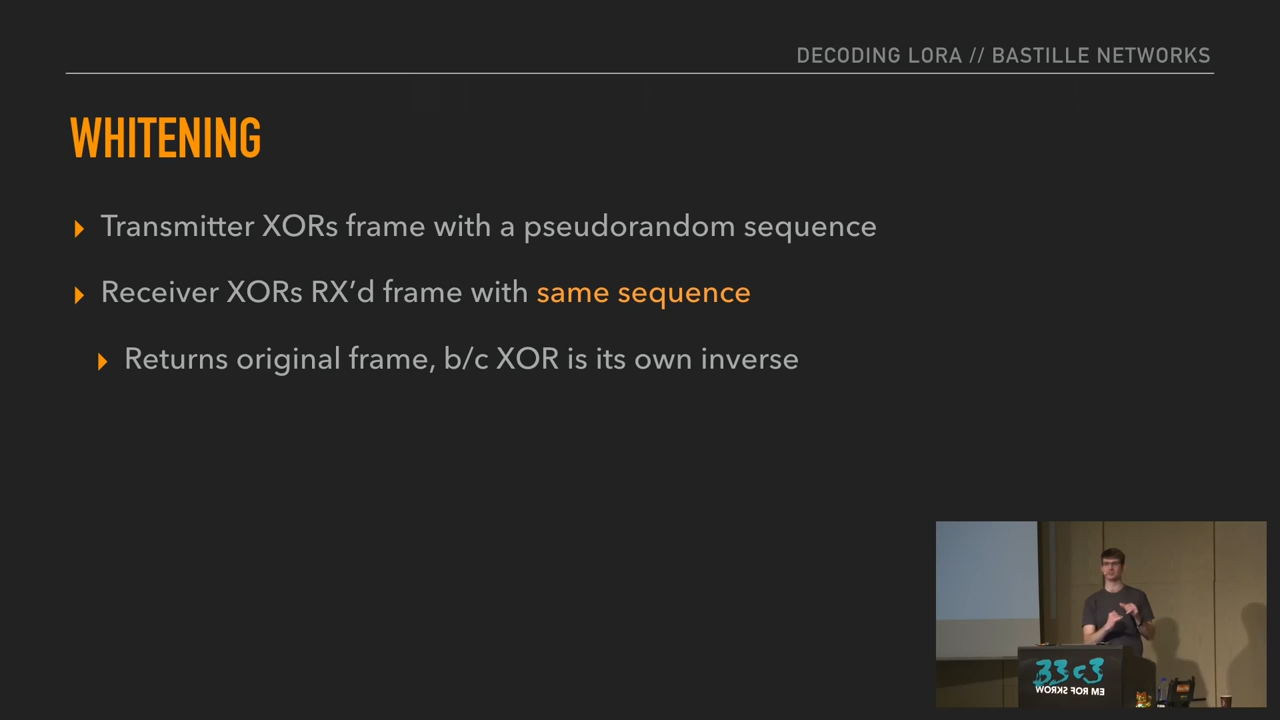 DECODING LORA // BASTILLE NETWORKS
WHITENING
Transmitter XORs frame with a pseudorandom sequence
Receiver XORs RX’d frame with same sequence
Returns original frame, b/c XOR is its own inverse
33c3
WORKS FOR ME